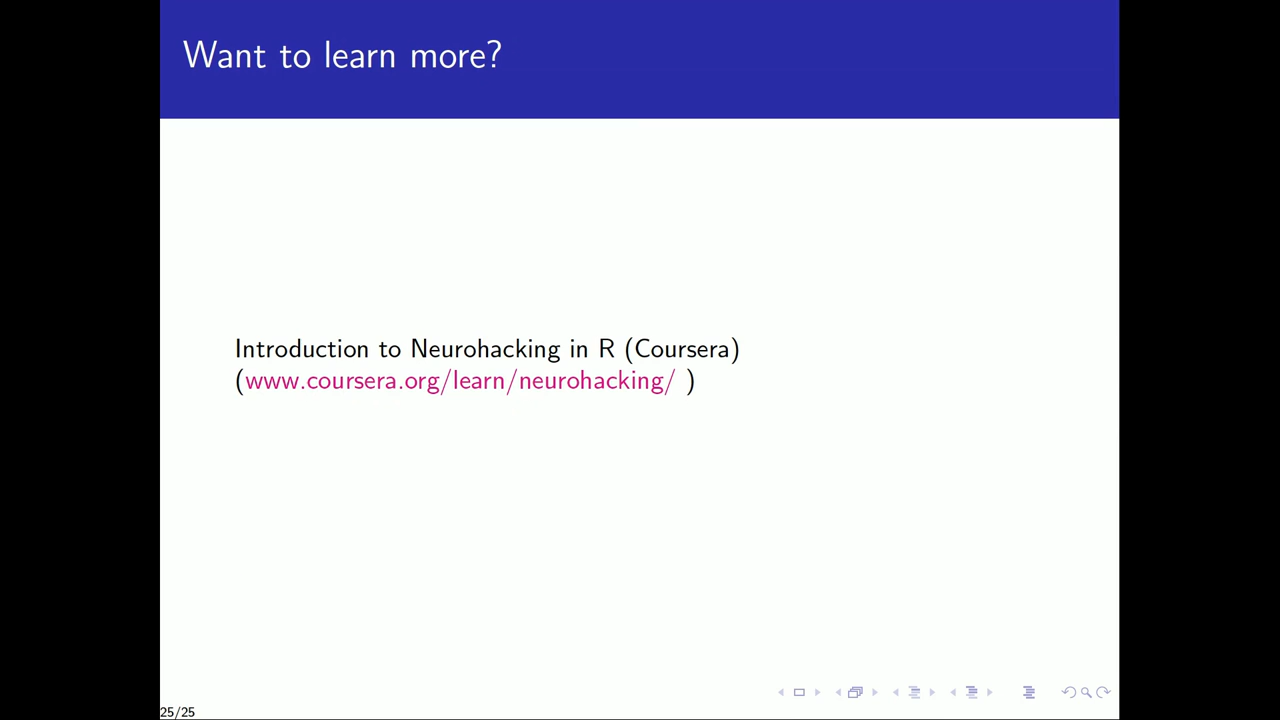 Want to learn more?
Introduction to Neurohacking in R (Coursera)
(www.coursera.org/learn/neurohacking/ )
25/25